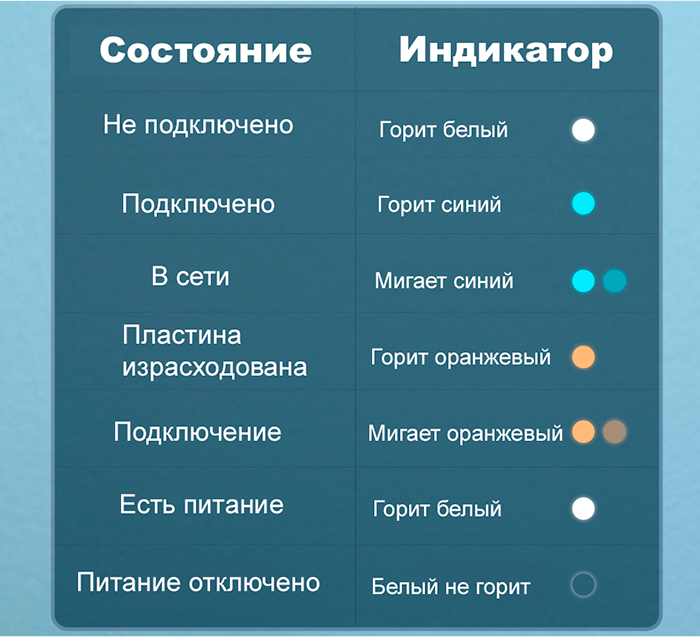 Состояние Индикатор
Не подключено Горит белый
Подключено Горит синий
В сети Мигает синий
Пластина
израсходована Горит оранжевый
Подключение Мигает оранжевый
Есть питание Горит белый
Питание отключено Белый не горит